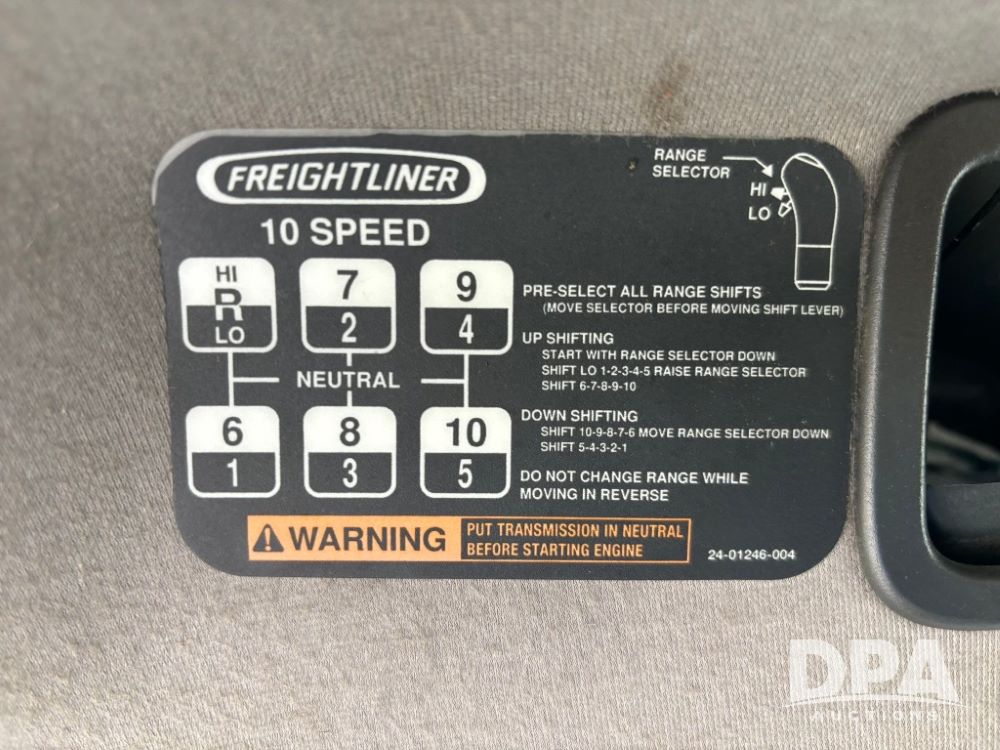 FREIGHTLINER
10 SPEED
RANGE
SELECTOR
HI
LO
HI
R
LO
7
2
9
4
NEUTRAL
6
1
8
3
10
5
PRE-SELECT ALL RANGE SHIFTS
(MOVE SELECTOR BEFORE MOVING SHIFT LEVER)
UP SHIFTING
START WITH RANGE SELECTOR DOWN
SHIFT LO 1-2-3-4-5 RAISE RANGE SELECTOR
SHIFT 6-7-8-9-10
DOWN SHIFTING
SHIFT 10-9-8-7-6 MOVE RANGE SELECTOR DOWN
SHIFT 5-4-3-2-1
DO NOT CHANGE RANGE WHILE
MOVING IN REVERSE
WARNING
PUT TRANSMISSION IN NEUTRAL
BEFORE STARTING ENGINE
24-01246-004
DPA
AUCTIONS